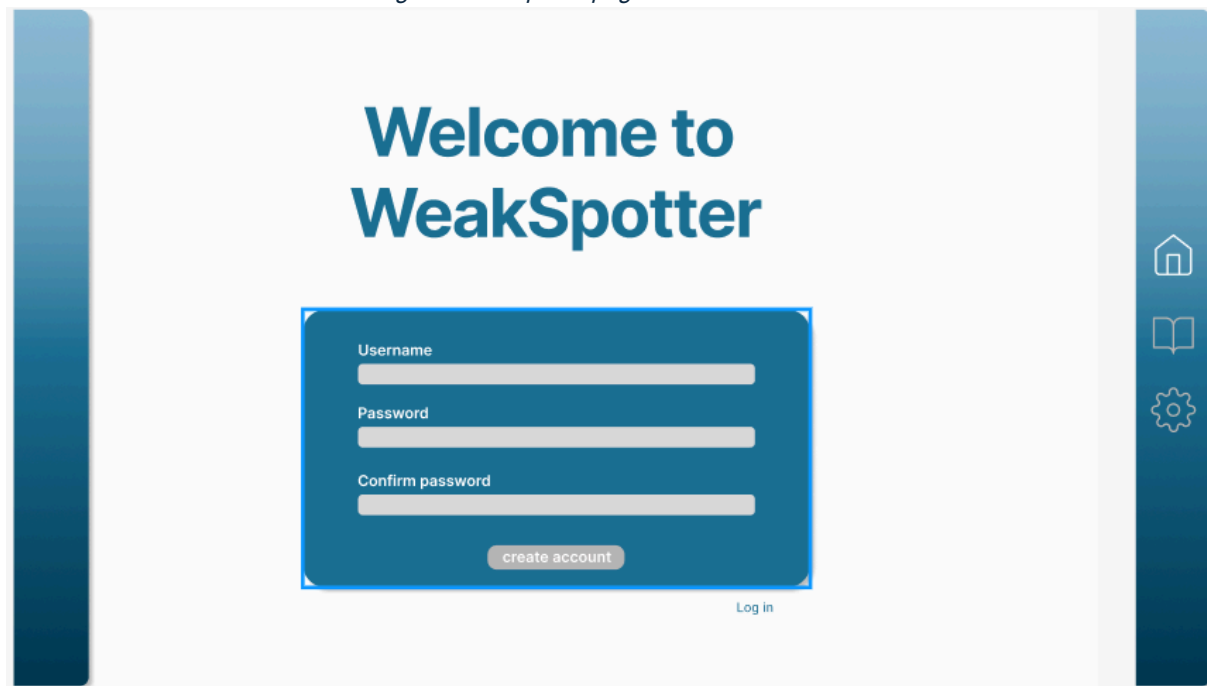 Welcome to
WeakSpotter
Username
Password
Confirm password
create account
Log in